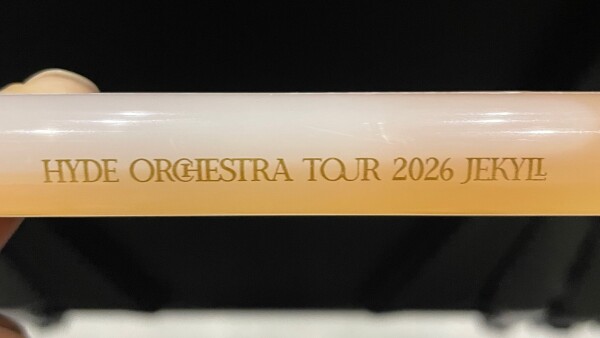 HYDE ORCHESTRA TOUR 2026 JEKYLL